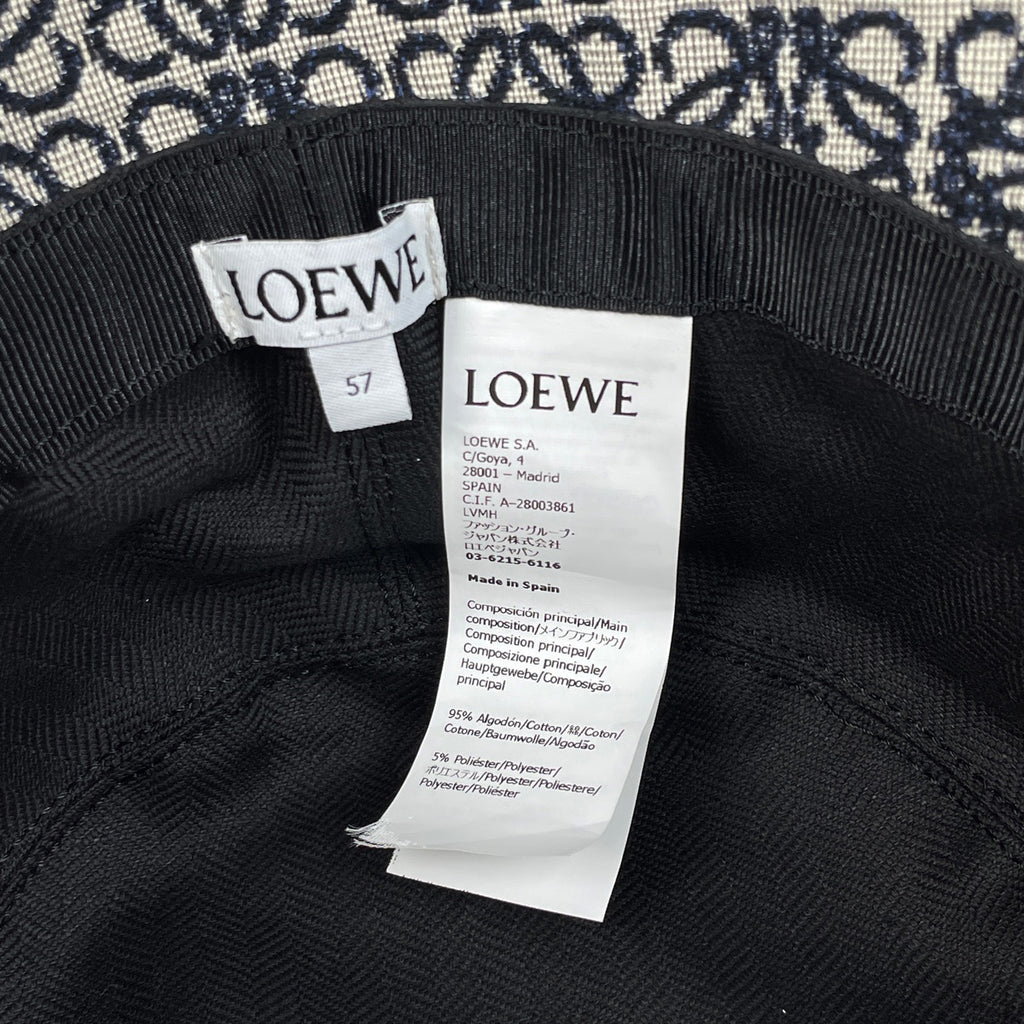 LOEWE
57
LOEWE
LOEWE S.A.
C/Goya, 4
28001 – Madrid
SPAIN
C.I.F. A-28003861
LVMH
ファッション・グループ・
ジャパン株式会社
ロエベジャパン
03-6215-6116
Made in Spain
Composición principal/Main
composition/メインファブリック/
Composition principal/
Composizione principale/
Hauptgewebe/Composição
principal
95% Algodón/Cotton/綿/Coton/
Cotone/Baumwolle/Algodão
5% Poliéster/Polyester/
ポリエステル/Polyester/Poliestere/
Polyester/Poliéster